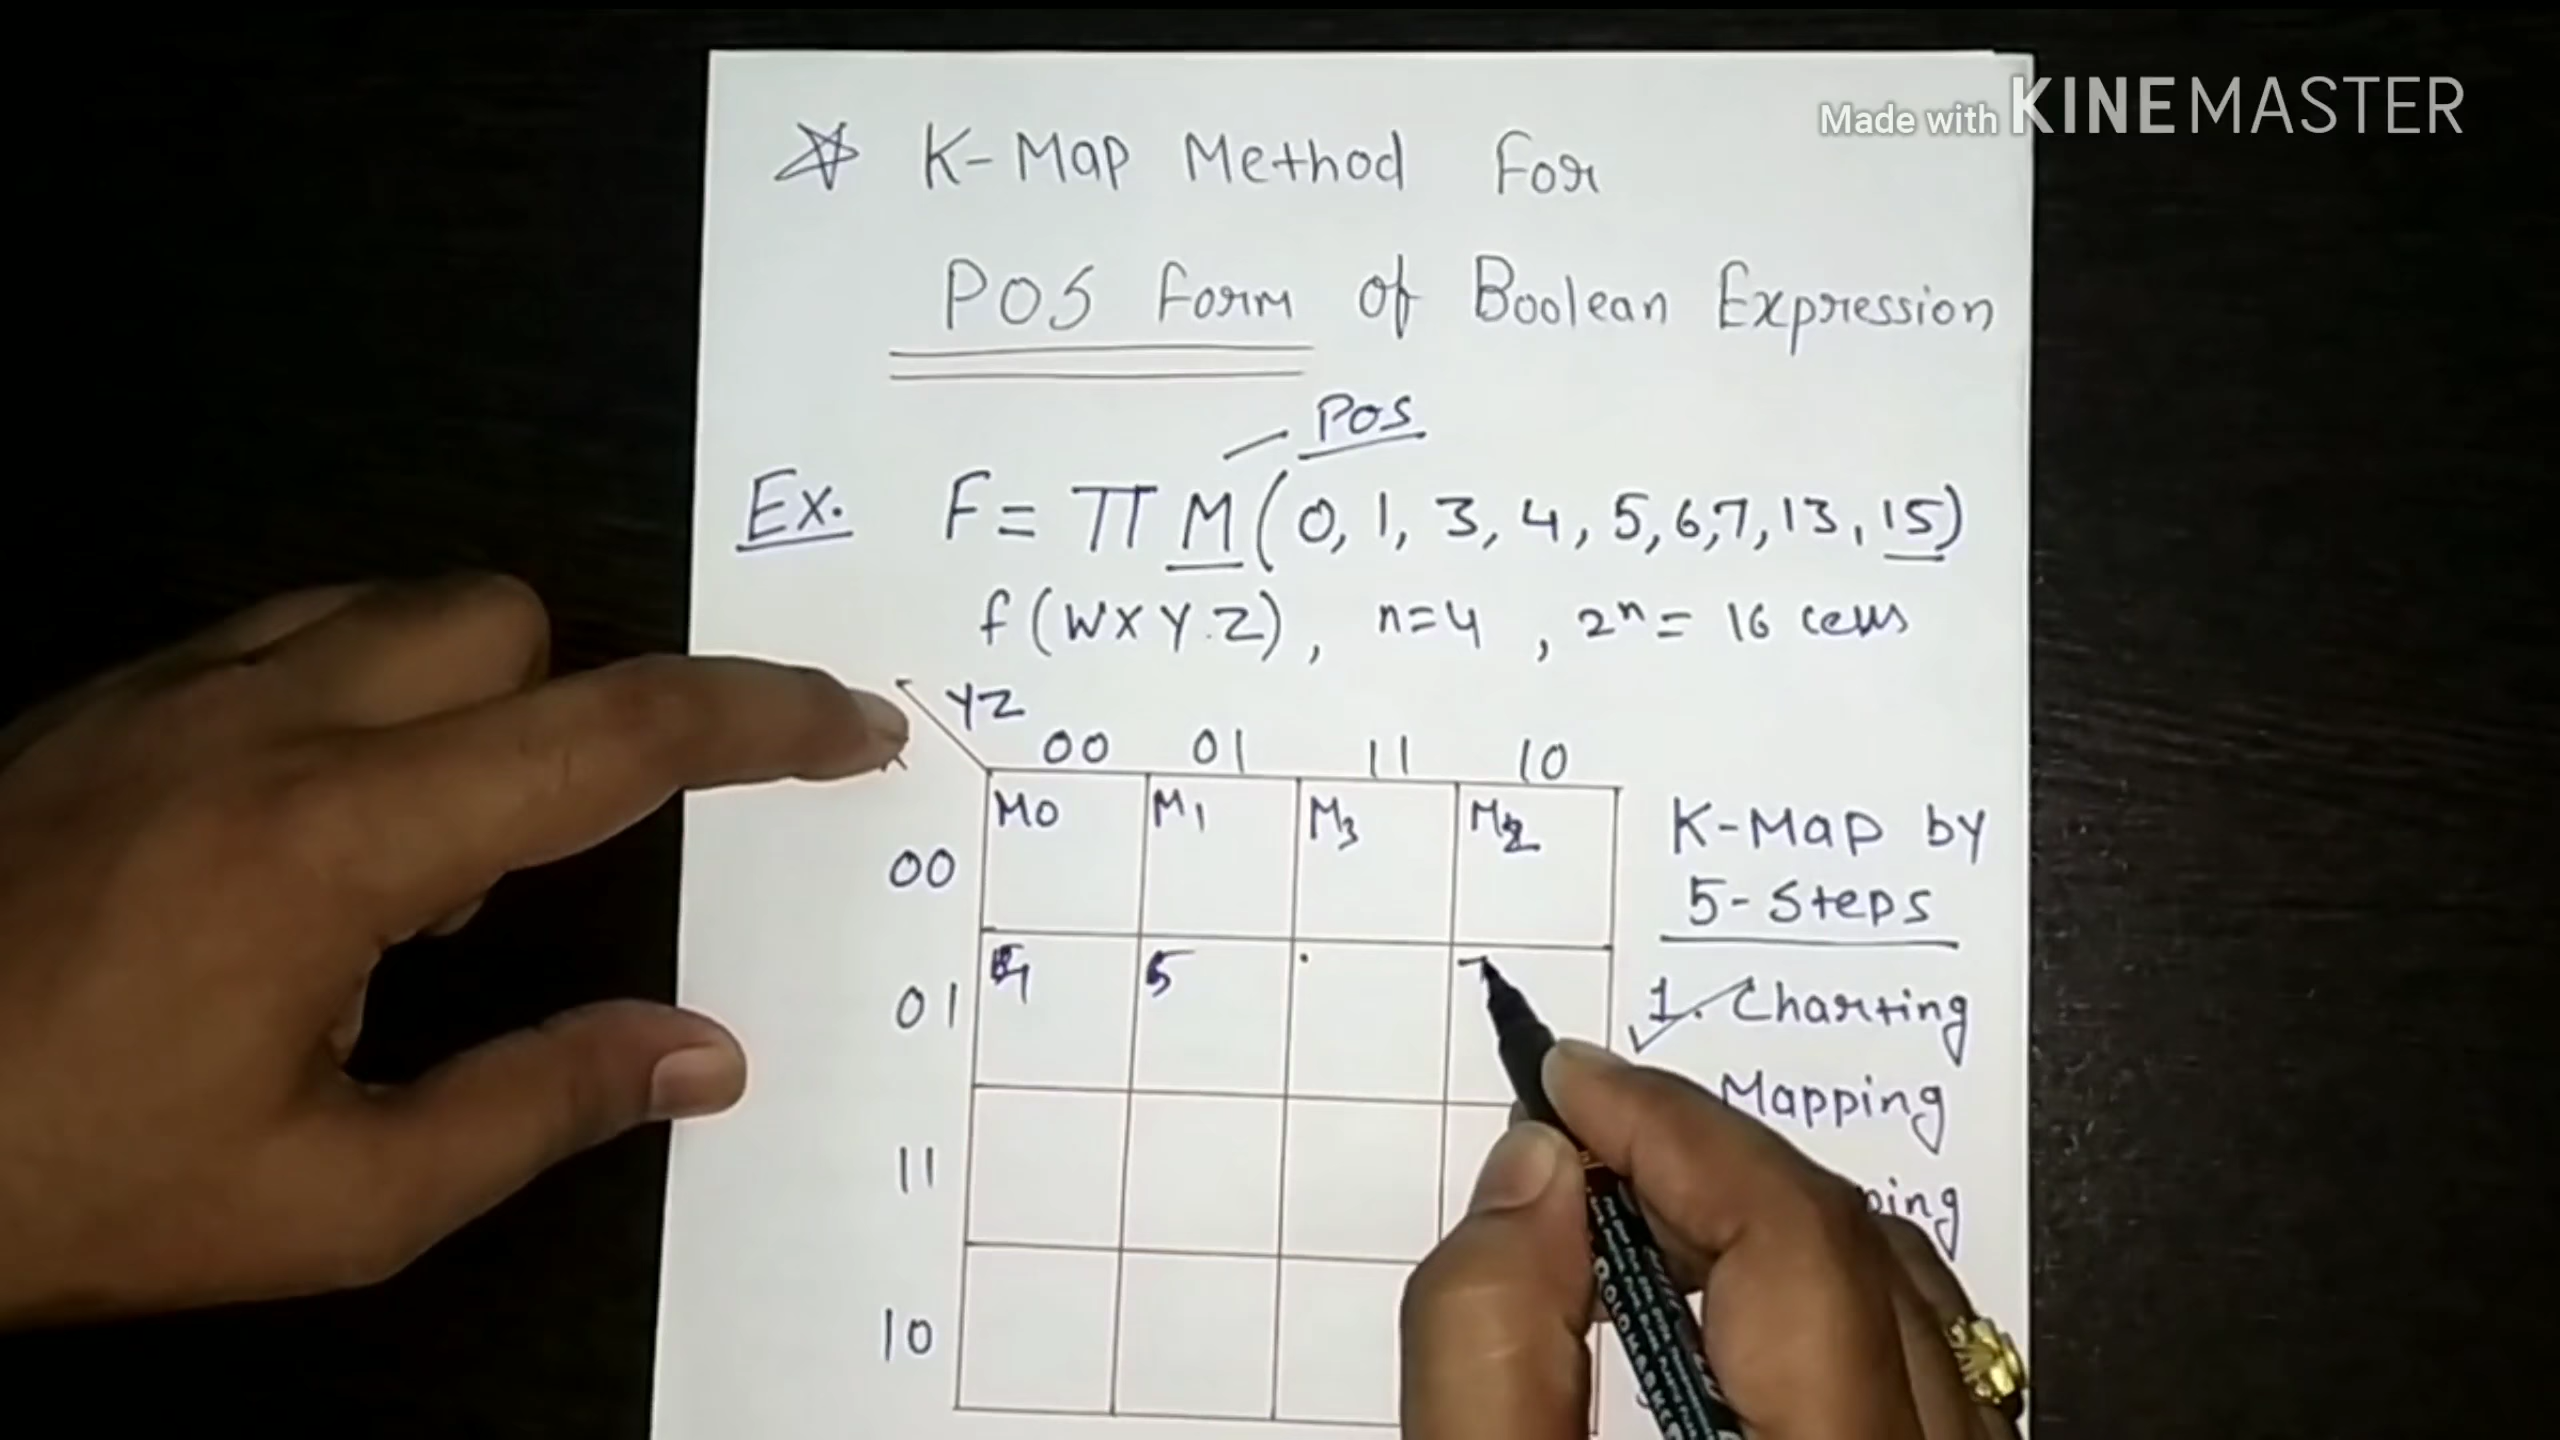 Made with KINEMASTER
K-Map Method For
POS Form of Boolean Expression
POS
Ex. F = π M (0, 1, 3, 4, 5, 6, 7, 13, 15)
f (W X Y Z), n=4, 2ⁿ = 16 cells
YZ
00 01 11 10
00 M0 M1 M3 M2
01 4 5
11
10
K-Map by
5-Steps
1. Charting
Mapping